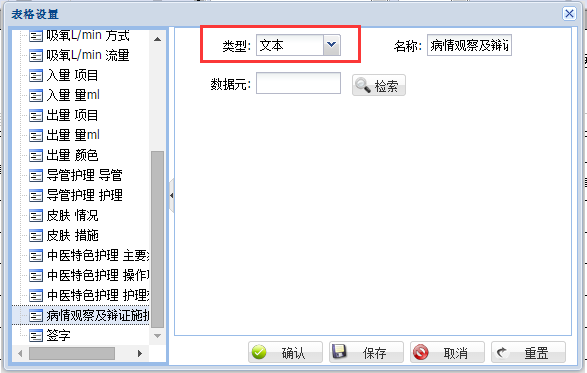 表格设置
吸氧L/min 方式
吸氧L/min 流量
入量 项目
入量 量ml
出量 项目
出量 量ml
出量 颜色
导管护理 导管
导管护理 护理
皮肤 情况
皮肤 措施
中医特色护理 主要
中医特色护理 操作
中医特色护理 护理
病情观察及辩证施
签字
类型: 文本
名称: 病情观察及辩证
数据元:
检索
确认
保存
取消
重置